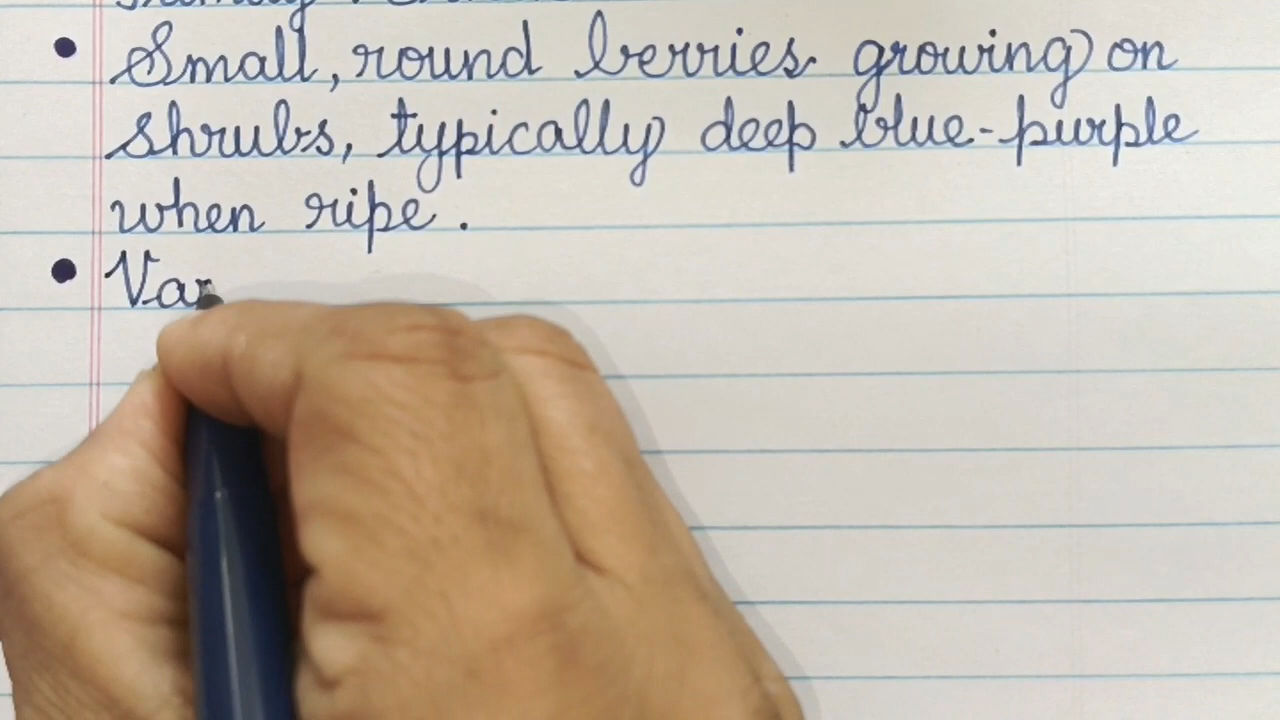 • Small, round berries growing on
shrubs, typically deep blue-purple
when ripe.
• Var